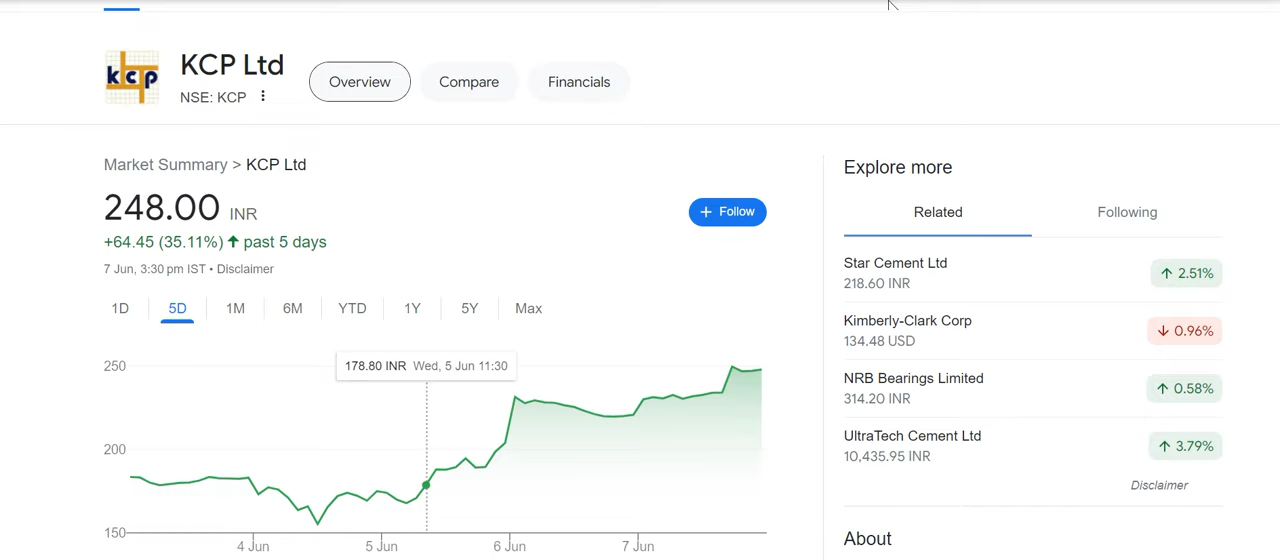 kcp
KCP Ltd
NSE: KCP
Overview
Compare
Financials
Market Summary > KCP Ltd
248.00 INR
+ Follow
+64.45 (35.11%) ↑ past 5 days
7 Jun, 3:30 pm IST • Disclaimer
1D 5D 1M 6M YTD 1Y 5Y Max
178.80 INR Wed, 5 Jun 11:30
250
200
150
4 Jun 5 Jun 6 Jun 7 Jun
Explore more
Related Following
Star Cement Ltd
218.60 INR
↑ 2.51%
Kimberly-Clark Corp
134.48 USD
↓ 0.96%
NRB Bearings Limited
314.20 INR
↑ 0.58%
UltraTech Cement Ltd
10,435.95 INR
↑ 3.79%
Disclaimer
About